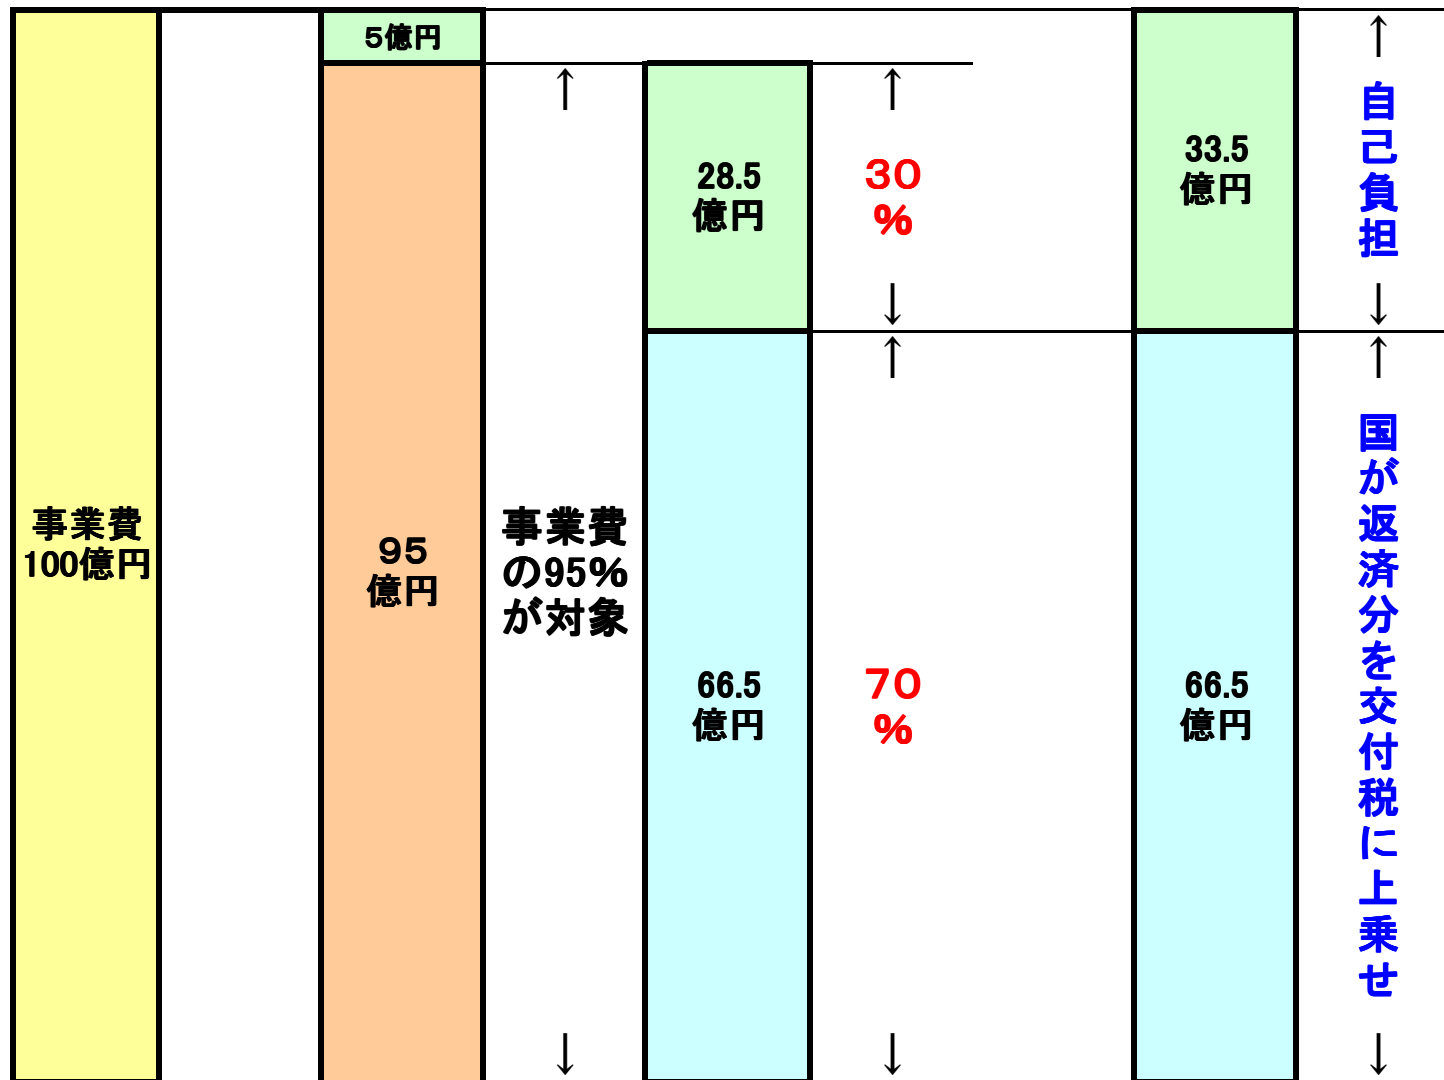 事業費
100億円
5億円
95
億円
事業費
の95%
が対象
28.5
億円
66.5
億円
30
%
70
%
33.5
億円
66.5
億円
自己負担
国が返済分を交付税に上乗せ